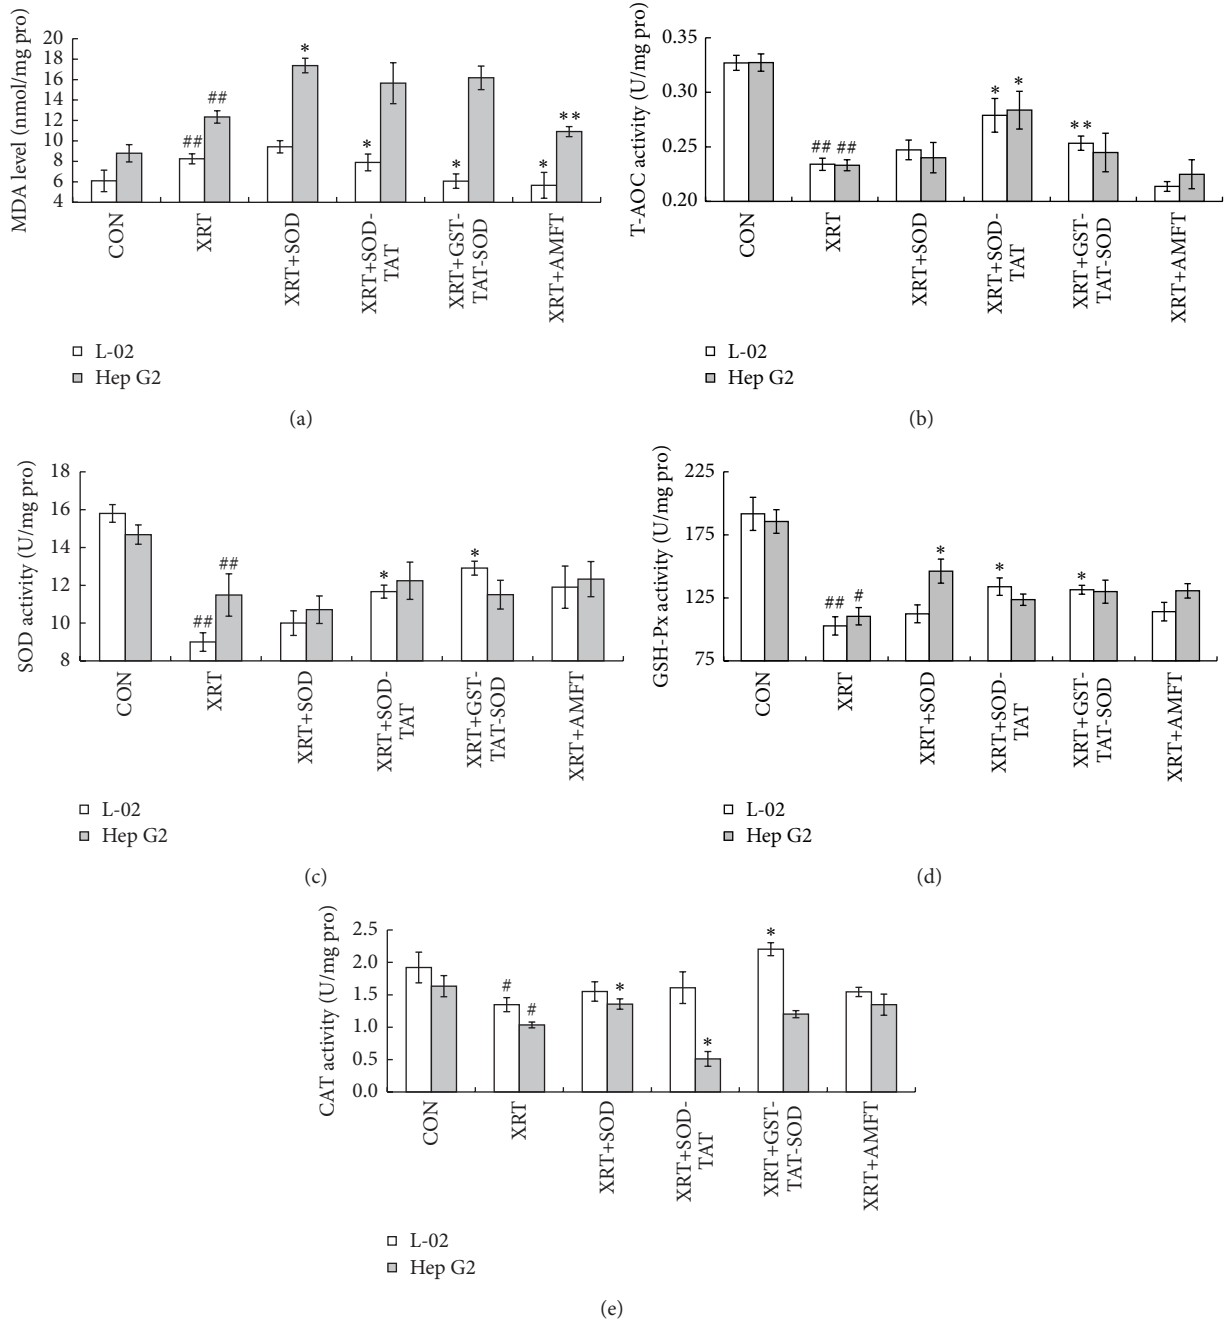 MDA level (nmol/mg pro)
20
18
16
14
12
10
8
6
4
##
##
*
*
*
*
**
CON
XRT
XRT+SOD
XRT+SOD-
TAT
XRT+GST-
TAT-SOD
XRT+AMFT
L-02
Hep G2
(a)
T-AOC activity (U/mg pro)
0.35
0.30
0.25
0.20
##
##
*
*
**
CON
XRT
XRT+SOD
XRT+SOD-
TAT
XRT+GST-
TAT-SOD
XRT+AMFT
L-02
Hep G2
(b)
SOD activity (U/mg pro)
18
16
14
12
10
8
##
##
*
*
CON
XRT
XRT+SOD
XRT+SOD-
TAT
XRT+GST-
TAT-SOD
XRT+AMFT
L-02
Hep G2
(c)
GSH-Px activity (U/mg pro)
225
175
125
75
##
#
*
*
*
CON
XRT
XRT+SOD
XRT+SOD-
TAT
XRT+GST-
TAT-SOD
XRT+AMFT
L-02
Hep G2
(d)
CAT activity (U/mg pro)
2.5
2.0
1.5
1.0
0.5
0.0
#
#
*
*
*
CON
XRT
XRT+SOD
XRT+SOD-
TAT
XRT+GST-
TAT-SOD
XRT+AMFT
L-02
Hep G2
(e)